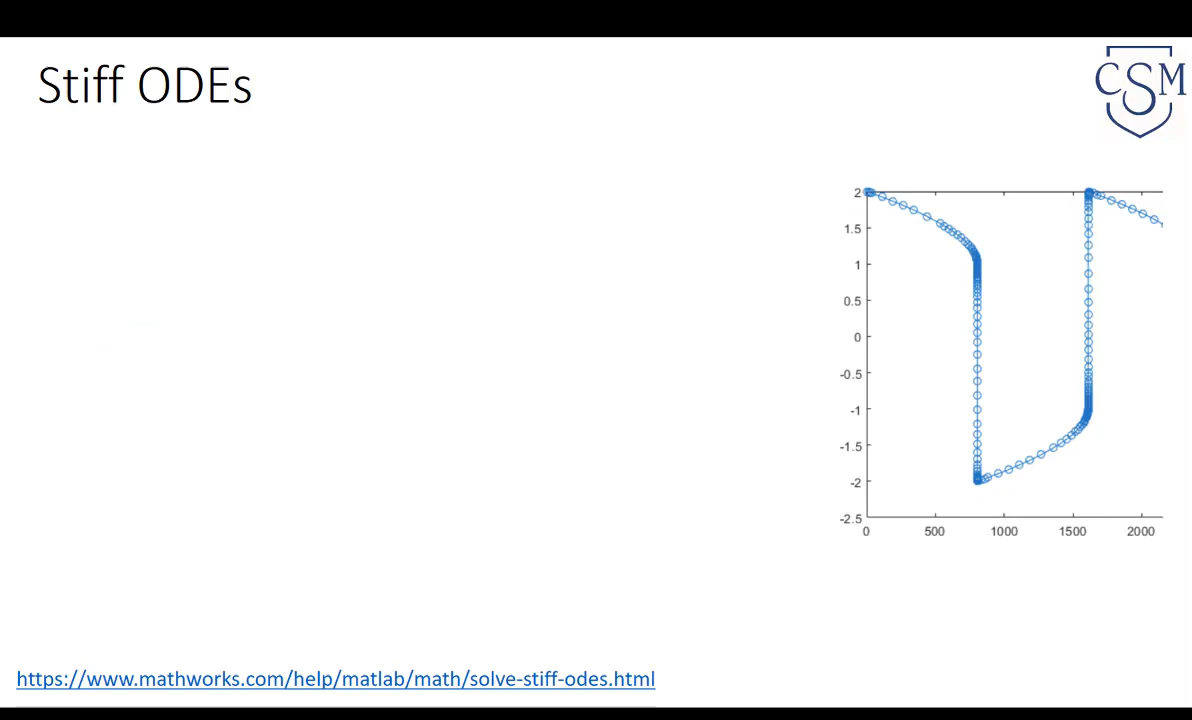 Stiff ODEs
CSM
2
1.5
1
0.5
0
-0.5
-1
-1.5
-2
-2.5
0 500 1000 1500 2000
https://www.mathworks.com/help/matlab/math/solve-stiff-odes.html